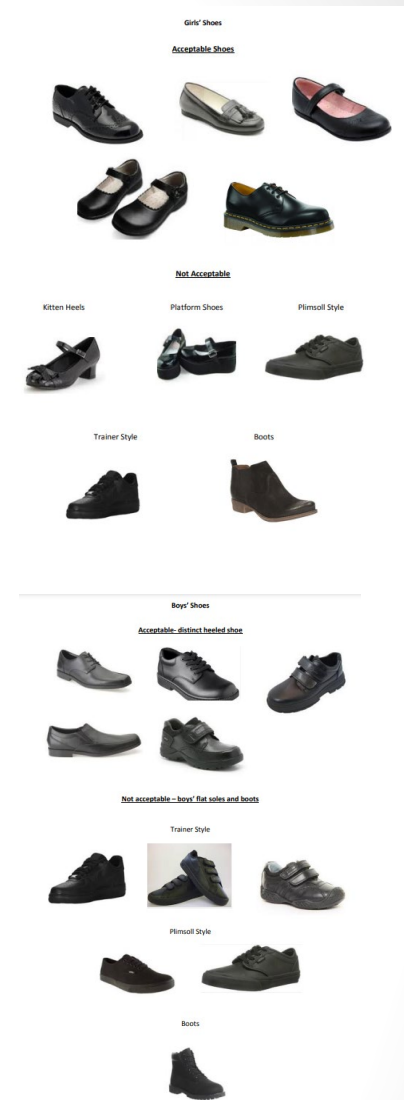 Girls' Shoes
Acceptable Shoes
Not Acceptable
Kitten Heels
Platform Shoes
Plimsoll Style
Trainer Style
Boots
Boys' Shoes
Acceptable- distinct heeled shoe
Not acceptable – boys' flat soles and boots
Trainer Style
Plimsoll Style
Boots